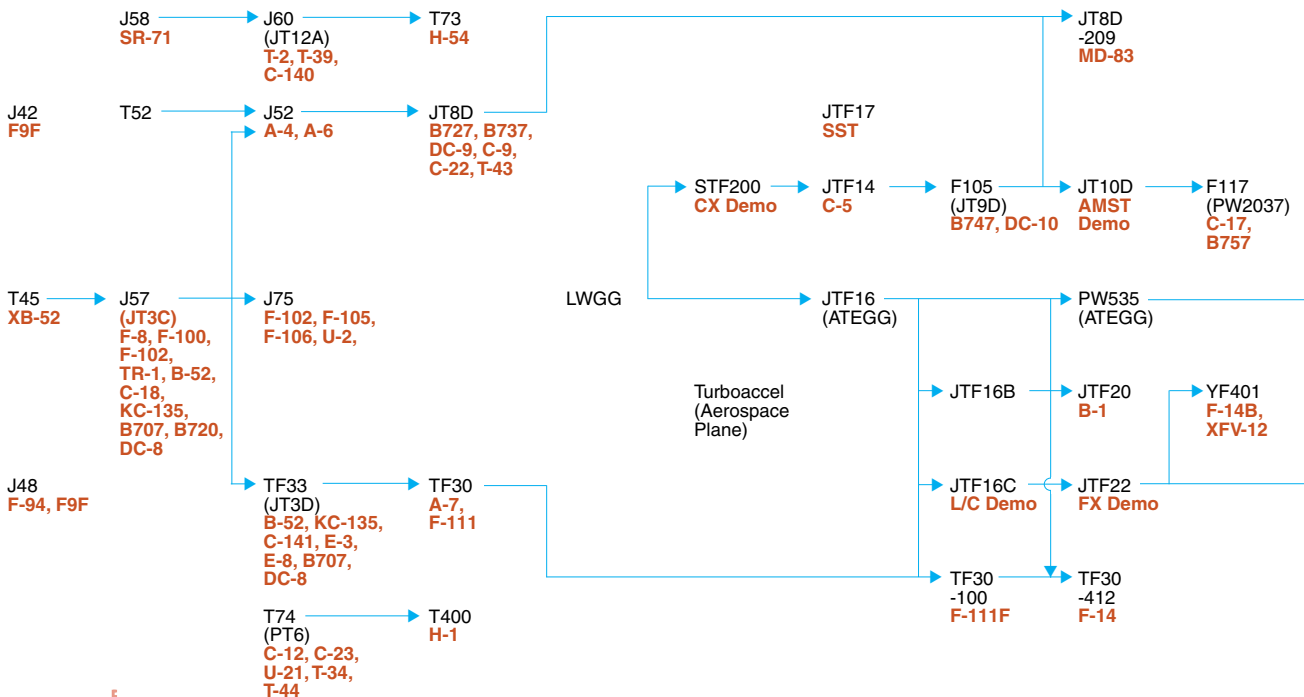 J58
SR-71
J60
(JT12A)
T-2, T-39,
C-140
T73
H-54
JT8D
-209
MD-83
J42
F9F
T52
J52
A-4, A-6
JT8D
B727, B737,
DC-9, C-9,
C-22, T-43
JTF17
SST
STF200
CX Demo
JTF14
C-5
F105
(JT9D)
B747, DC-10
JT10D
AMST
Demo
F117
(PW2037)
C-17,
B757
T45
XB-52
J57
(JT3C)
F-8, F-100,
F-102,
TR-1, B-52,
C-18,
KC-135,
B707, B720,
DC-8
J75
F-102, F-105,
F-106, U-2,
LWGG
JTF16
(ATEGG)
PW535
(ATEGG)
Turboaccel
(Aerospace
Plane)
JTF16B
JTF20
B-1
YF401
F-14B,
XFV-12
J48
F-94, F9F
TF33
(JT3D)
B-52, KC-135,
C-141, E-3,
E-8, B707,
DC-8
TF30
A-7,
F-111
JTF16C
L/C Demo
JTF22
FX Demo
TF30
-100
F-111F
TF30
-412
F-14
T74
(PT6)
C-12, C-23,
U-21, T-34,
T-44
T400
H-1